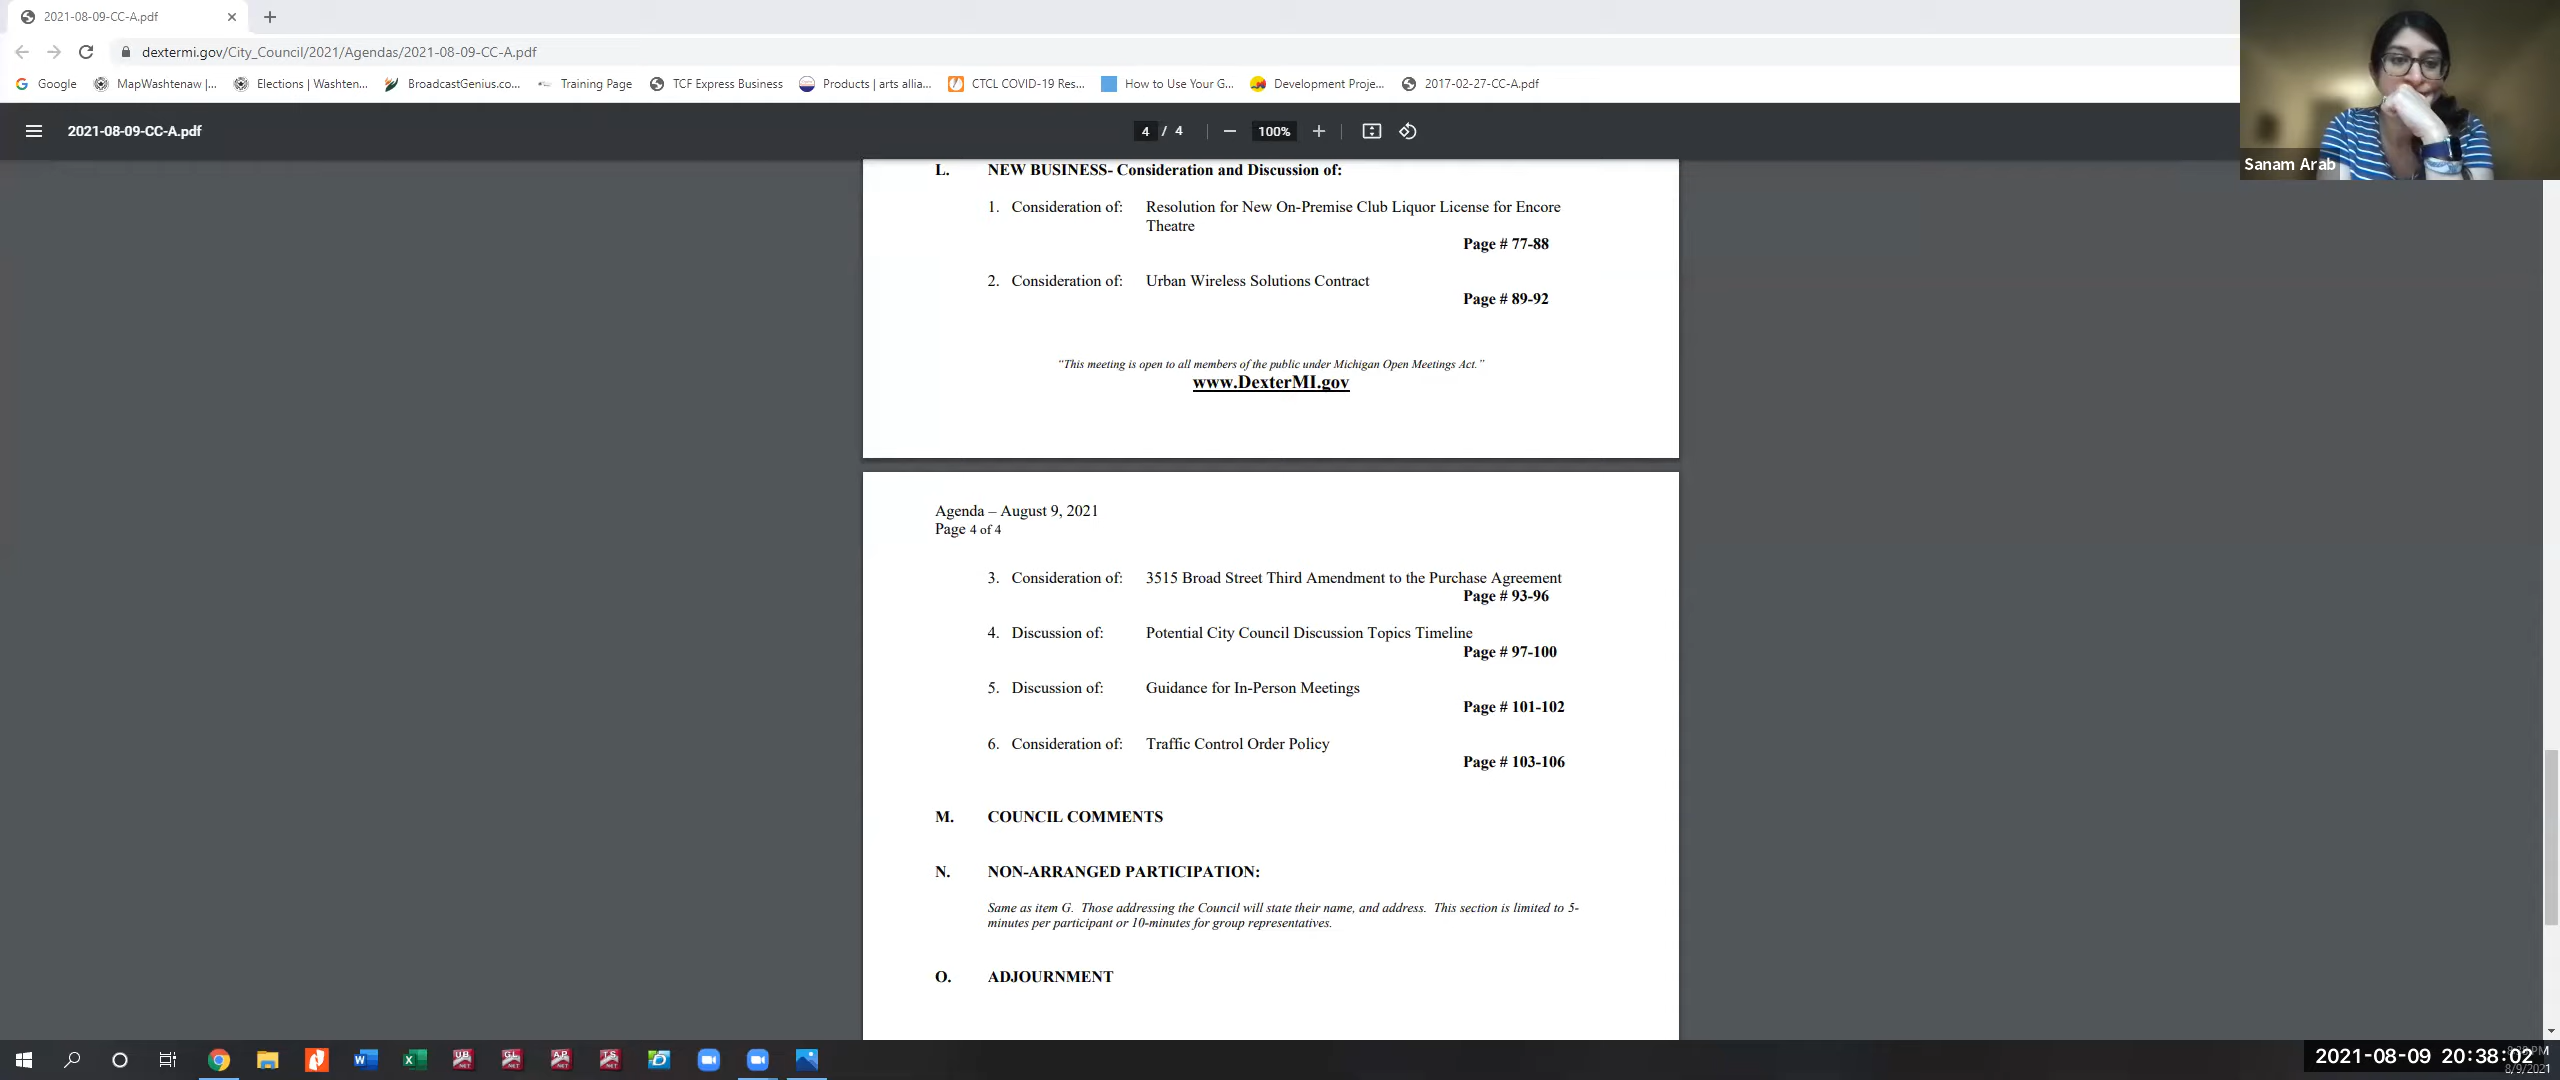 2021-08-09-CC-A.pdf
dextermi.gov/City_Council/2021/Agendas/2021-08-09-CC-A.pdf
Google MapWashtenaw |... Elections | Washten... BroadcastGenius.co... Training Page TCF Express Business Products | arts allia... CTCL COVID-19 Res... How to Use Your G... Development Proje... 2017-02-27-CC-A.pdf
2021-08-09-CC-A.pdf 4 / 4 100%
Sanam Arab
L. NEW BUSINESS- Consideration and Discussion of:
1. Consideration of: Resolution for New On-Premise Club Liquor License for Encore
Theatre
Page # 77-88
2. Consideration of: Urban Wireless Solutions Contract
Page # 89-92
“This meeting is open to all members of the public under Michigan Open Meetings Act.”
www.DexterMI.gov
Agenda – August 9, 2021
Page 4 of 4
3. Consideration of: 3515 Broad Street Third Amendment to the Purchase Agreement
Page # 93-96
4. Discussion of: Potential City Council Discussion Topics Timeline
Page # 97-100
5. Discussion of: Guidance for In-Person Meetings
Page # 101-102
6. Consideration of: Traffic Control Order Policy
Page # 103-106
M. COUNCIL COMMENTS
N. NON-ARRANGED PARTICIPATION:
Same as item G. Those addressing the Council will state their name, and address. This section is limited to 5-
minutes per participant or 10-minutes for group representatives.
O. ADJOURNMENT
2021-08-09 20:38:02
8/9/2021